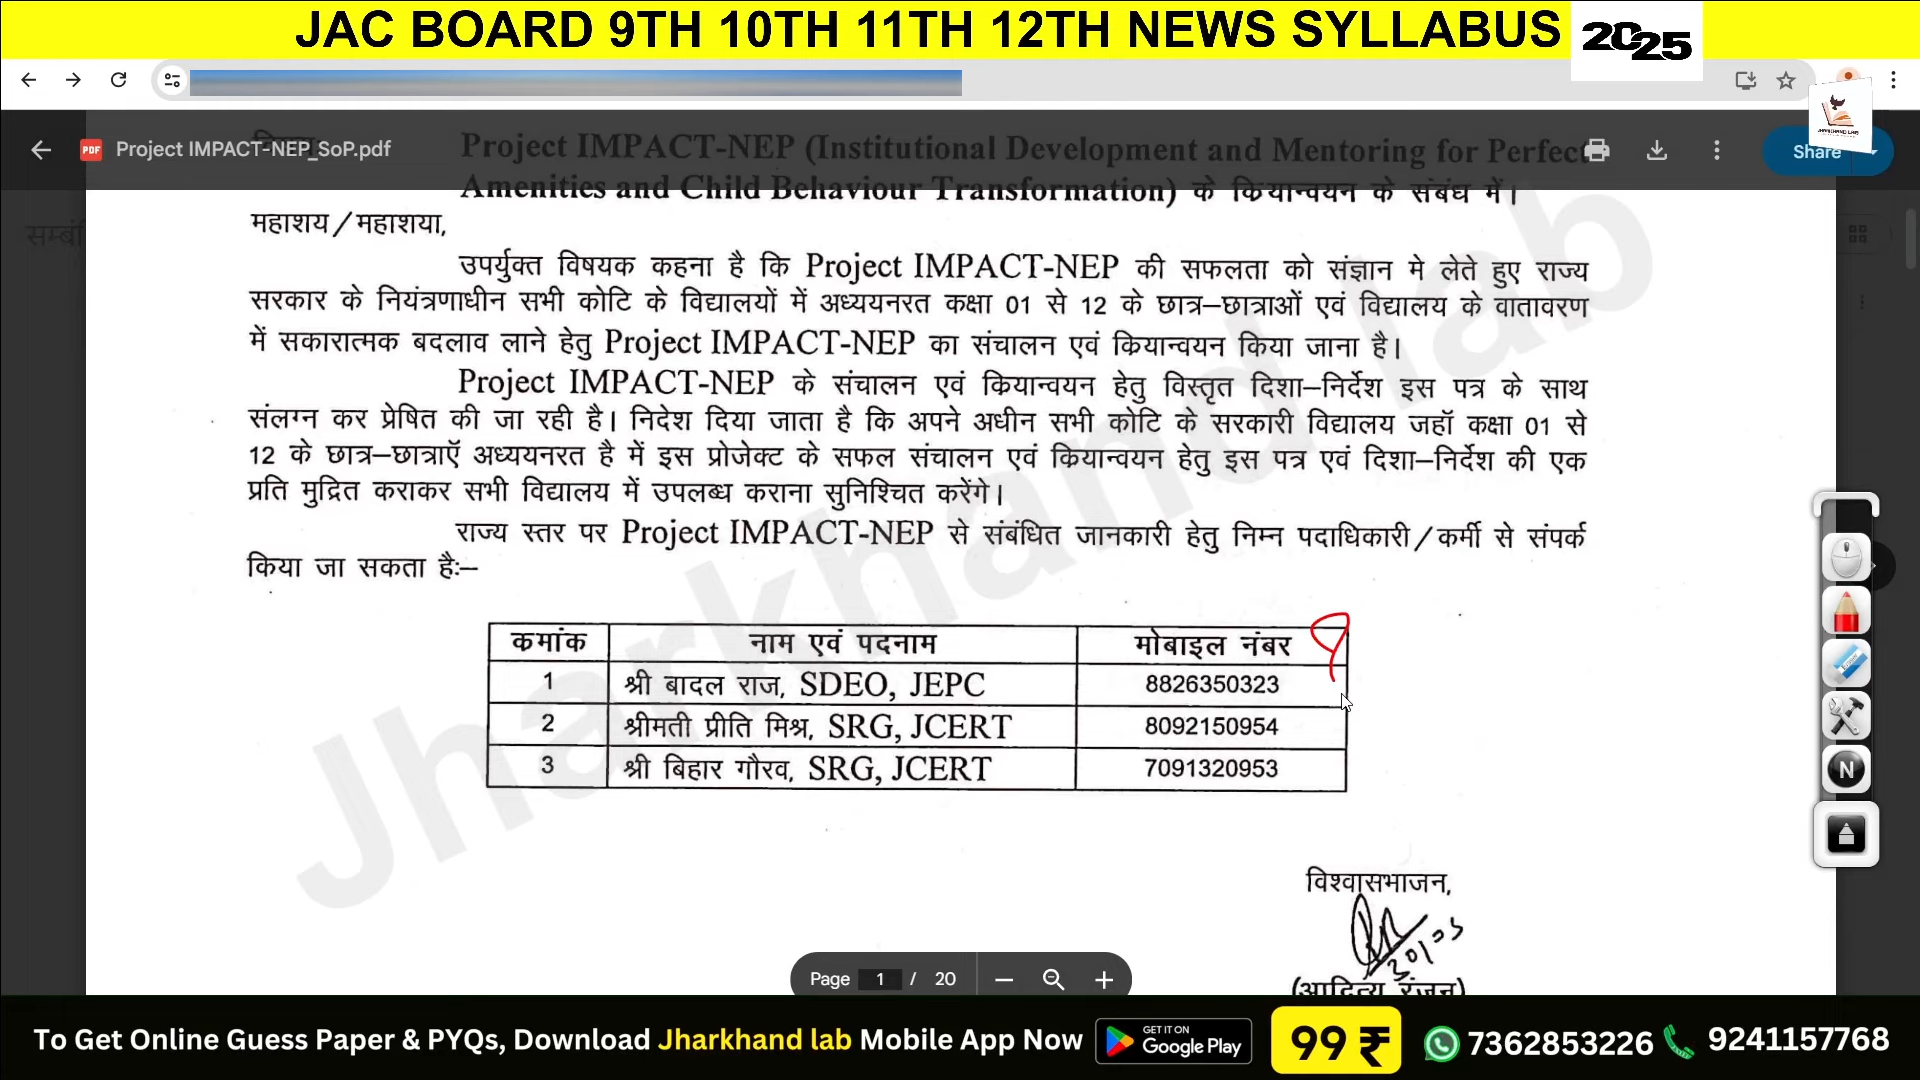 JAC BOARD 9TH 10TH 11TH 12TH NEWS SYLLABUS 2025
PDF Project IMPACT-NEP_SoP.pdf
Share
JHARKHAND LAB
Project IMPACT-NEP (Institutional Development and Mentoring for Perfect
Amenities and Child Behaviour Transformation) के कियान्वयन के संबंध में।
महाशय/महाशया,
उपर्युक्त विषयक कहना है कि Project IMPACT-NEP की सफलता को संज्ञान मे लेते हुए राज्य
सरकार के नियंत्रणाधीन सभी कोटि के विद्यालयों में अध्ययनरत कक्षा 01 से 12 के छात्र–छात्राओं एवं विद्यालय के वातावरण
में सकारात्मक बदलाव लाने हेतु Project IMPACT-NEP का संचालन एवं कियान्वयन किया जाना है।
Project IMPACT-NEP के संचालन एवं कियान्वयन हेतु विस्तृत दिशा–निर्देश इस पत्र के साथ
संलग्न कर प्रेषित की जा रही है। निदेश दिया जाता है कि अपने अधीन सभी कोटि के सरकारी विद्यालय जहॉ कक्षा 01 से
12 के छात्र–छात्राऍ अध्ययनरत है में इस प्रोजेक्ट के सफल संचालन एवं कियान्वयन हेतु इस पत्र एवं दिशा–निर्देश की एक
प्रति मुद्रित कराकर सभी विद्यालय में उपलब्ध कराना सुनिश्चित करेंगे।
राज्य स्तर पर Project IMPACT-NEP से संबंधित जानकारी हेतु निम्न पदाधिकारी/कर्मी से संपर्क
किया जा सकता हैः–
कमांक नाम एवं पदनाम मोबाइल नंबर
1 श्री बादल राज, SDEO, JEPC 8826350323
2 श्रीमती प्रीति मिश्र, SRG, JCERT 8092150954
3 श्री बिहार गौरव, SRG, JCERT 7091320953
Jharkhand lab
विश्वासभाजन,
(आदित्य रंजन)
Page 1 / 20
N
To Get Online Guess Paper & PYQs, Download Jharkhand lab Mobile App Now GET IT ON Google Play 99 ₹ 7362853226 9241157768